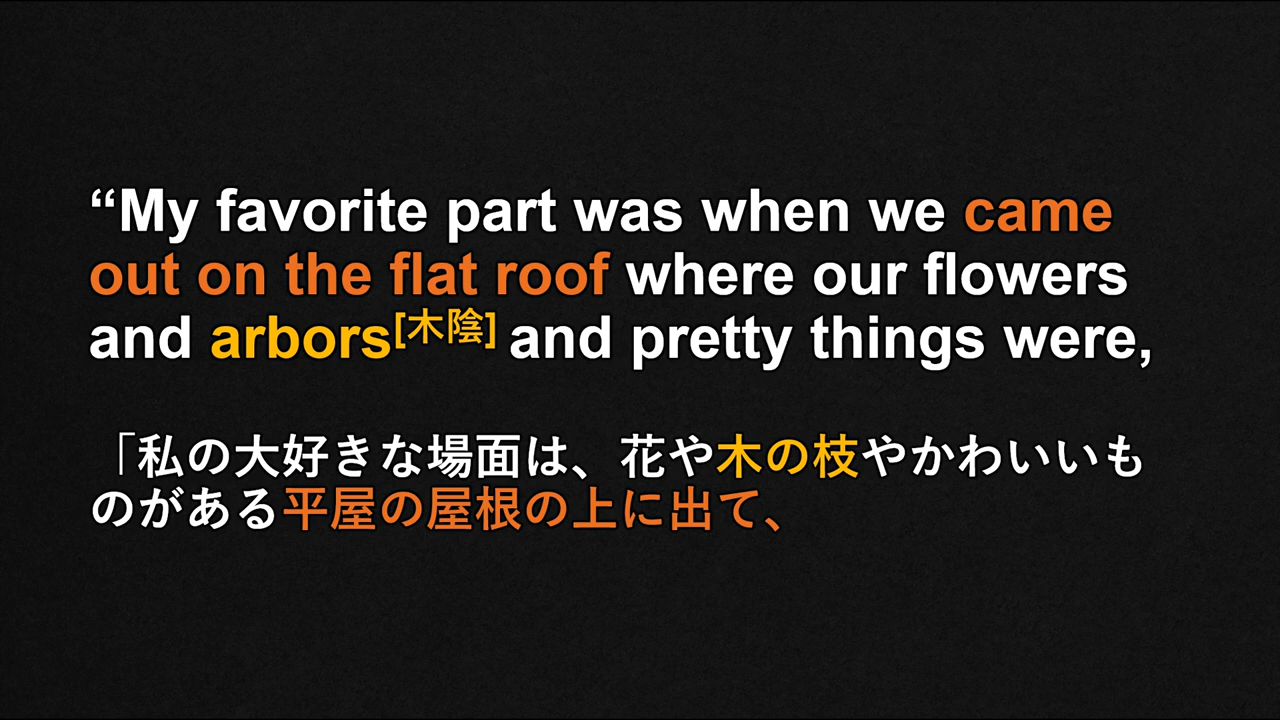 “My favorite part was when we came
out on the flat roof where our flowers
and arbors[木陰] and pretty things were,
「私の大好きな場面は、花や木の枝やかわいいも
のがある平屋の屋根の上に出て、